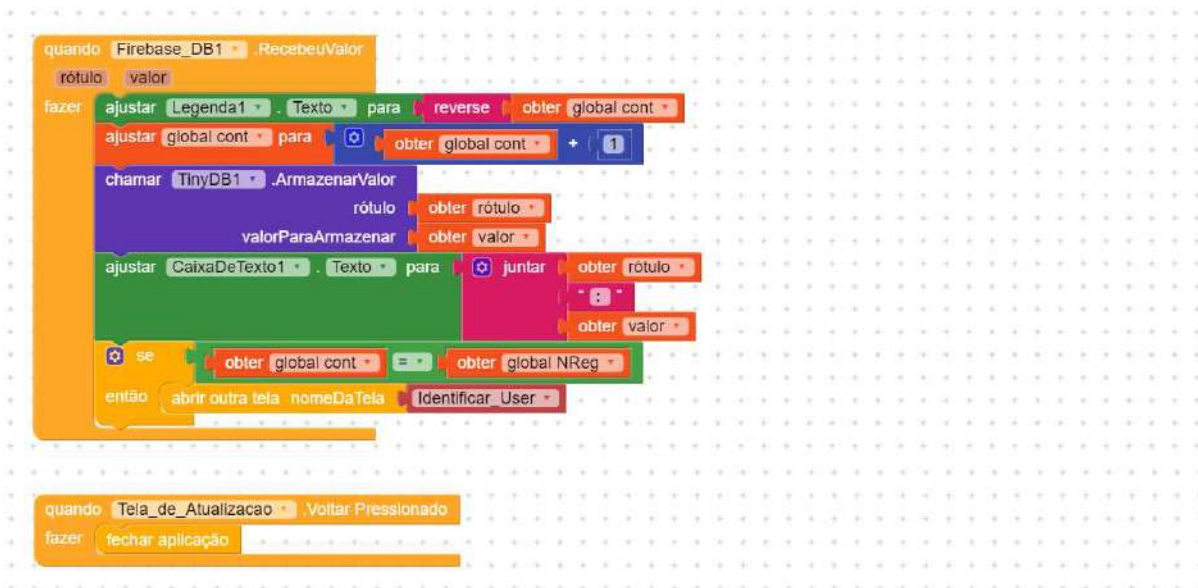 quando Firebase_DB1 .RecebeuValor
rótulo valor
fazer ajustar Legenda1 . Texto para reverse obter global cont
ajustar global cont para obter global cont + 1
chamar TinyDB1 .ArmazenarValor
rótulo obter rótulo
valorParaArmazenar obter valor
ajustar CaixaDeTexto1 . Texto para juntar obter rótulo
" : "
obter valor
se obter global cont = obter global NReg
então abrir outra tela nomeDaTela Identificar_User
quando Tela_de_Atualizacao .Voltar Pressionado
fazer fechar aplicação